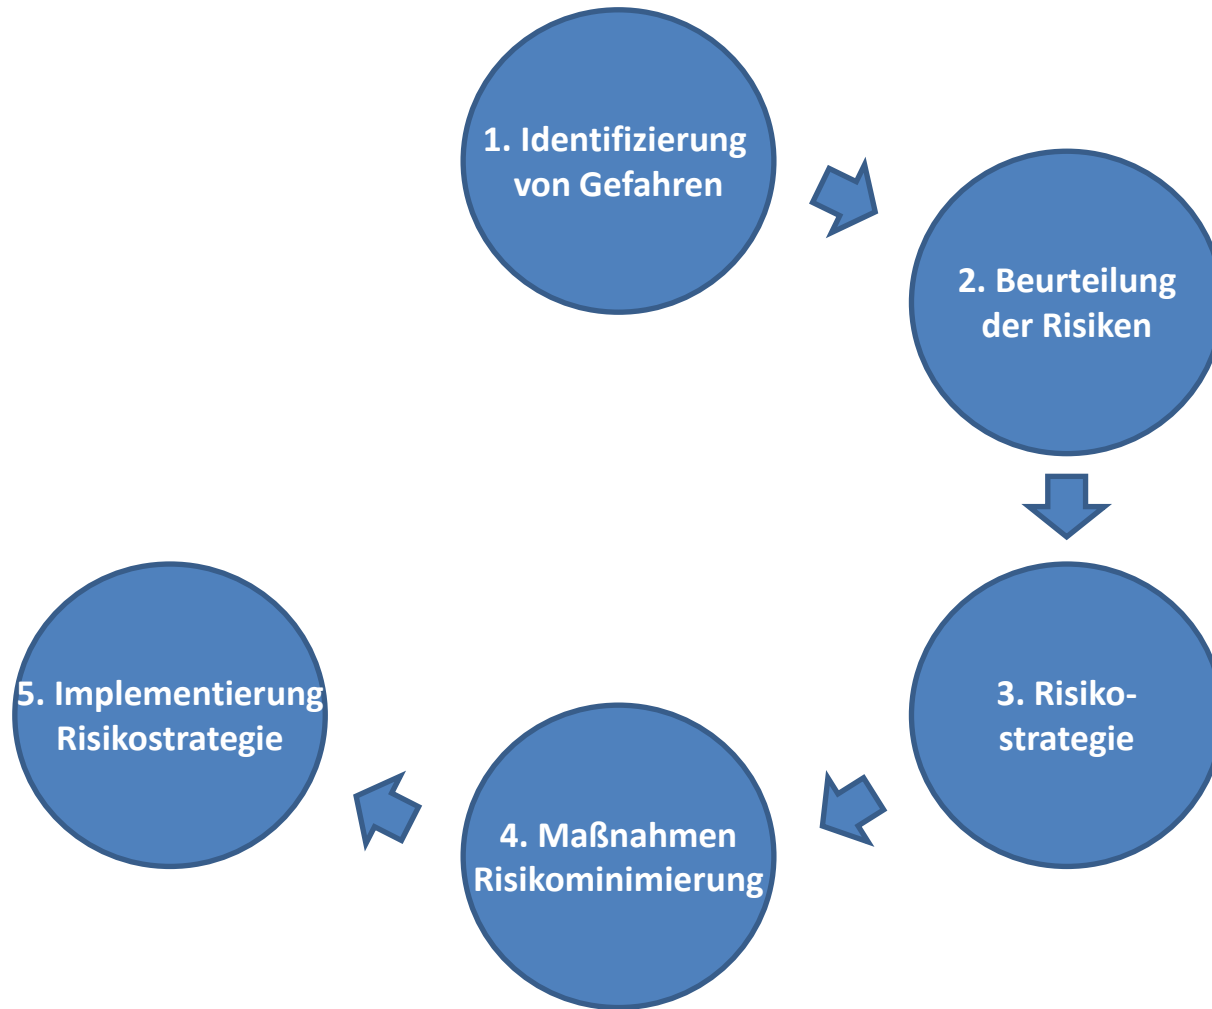 1. Identifizierung
von Gefahren
2. Beurteilung
der Risiken
3. Risiko-
strategie
4. Maßnahmen
Risikominimierung
5. Implementierung
Risikostrategie